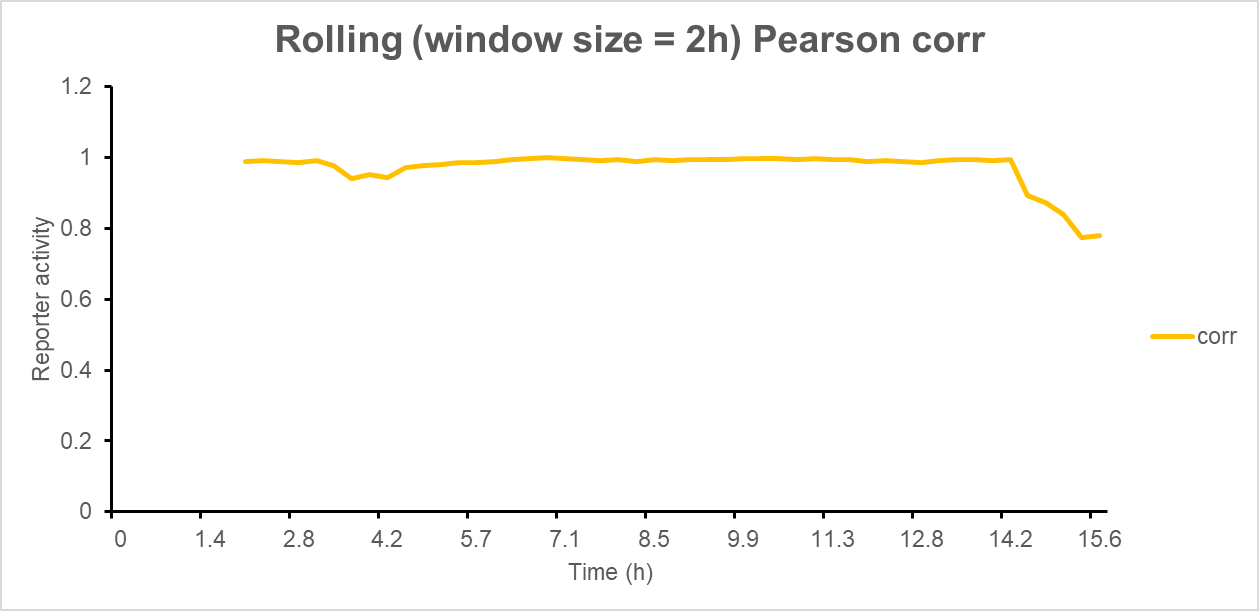 Rolling (window size = 2h) Pearson corr
1.2
1
0.8
0.6
0.4
0.2
0
Reporter activity
0 1.4 2.8 4.2 5.7 7.1 8.5 9.9 11.3 12.8 14.2 15.6
Time (h)
corr